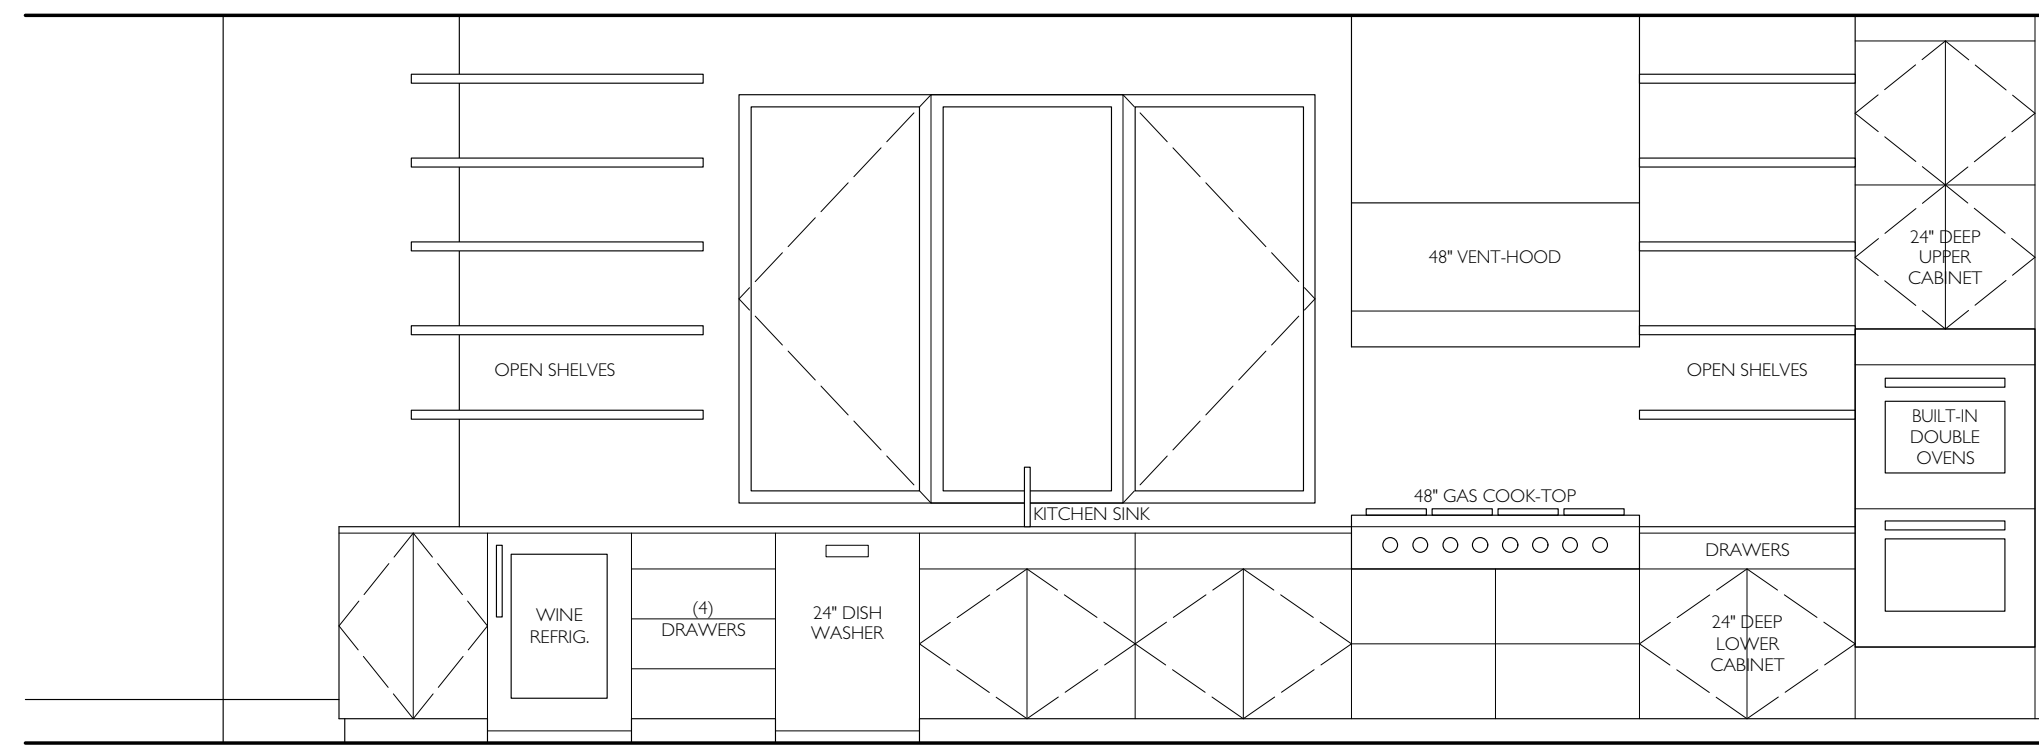 24" DEEP
UPPER
CABINET
48" VENT-HOOD
OPEN SHELVES
OPEN SHELVES
BUILT-IN
DOUBLE
OVENS
48" GAS COOK-TOP
KITCHEN SINK
DRAWERS
WINE
REFRIG.
(4)
DRAWERS
24" DISH
WASHER
24" DEEP
LOWER
CABINET